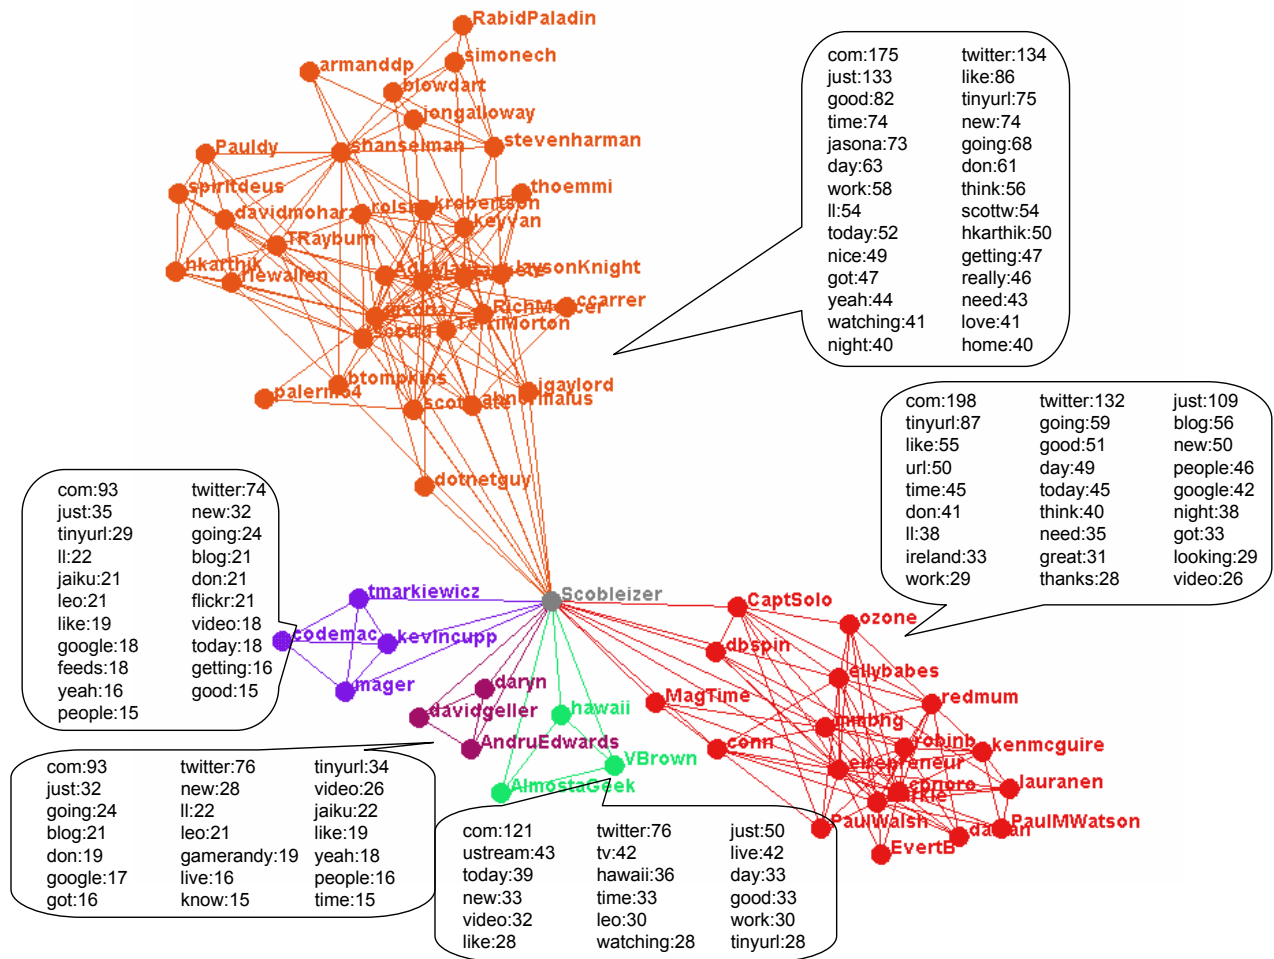 RabidPaladin
simonech
armanddp
blowdart
jongalloway
stevenharman
shanselman
Pauldy
spiritdeus
thoemmi
davidmohara
krobertson
keyvan
TRayburn
hkarthik
rlewallen
JaysonKnight
ccarrer
TerriMorton
btompkins
palermo4
jgaylord
dotnetguy
com:175 twitter:134
just:133 like:86
good:82 tinyurl:75
time:74 new:74
jasona:73 going:68
day:63 don:61
work:58 think:56
ll:54 scottw:54
today:52 hkarthik:50
nice:49 getting:47
got:47 really:46
yeah:44 need:43
watching:41 love:41
night:40 home:40
com:198 twitter:132 just:109
tinyurl:87 going:59 blog:56
like:55 good:51 new:50
url:50 day:49 people:46
time:45 today:45 google:42
don:41 think:40 night:38
ll:38 need:35 got:33
ireland:33 great:31 looking:29
work:29 thanks:28 video:26
com:93 twitter:74
just:35 new:32
tinyurl:29 going:24
ll:22 blog:21
jaiku:21 don:21
leo:21 flickr:21
like:19 video:18
google:18 today:18
feeds:18 getting:16
yeah:16 good:15
people:15
Scobleizer
tmarkiewicz
codemac
kevincupp
mager
daryn
davidgeller
AndruEdwards
hawaii
VBrown
AlmostaGeek
CaptSolo
ozone
dbspin
ellybabes
MagTime
redmum
mmbhg
conn
robinb
kenmcguire
eirepreneur
conoro
lauranen
PaulWalsh
PaulMWatson
EvertB
com:93 twitter:76 tinyurl:34
just:32 new:28 video:26
going:24 ll:22 jaiku:22
blog:21 leo:21 like:19
don:19 gamerandy:19 yeah:18
google:17 live:16 people:16
got:16 know:15 time:15
com:121 twitter:76 just:50
ustream:43 tv:42 live:42
today:39 hawaii:36 day:33
new:33 time:33 good:33
video:32 leo:30 work:30
like:28 watching:28 tinyurl:28